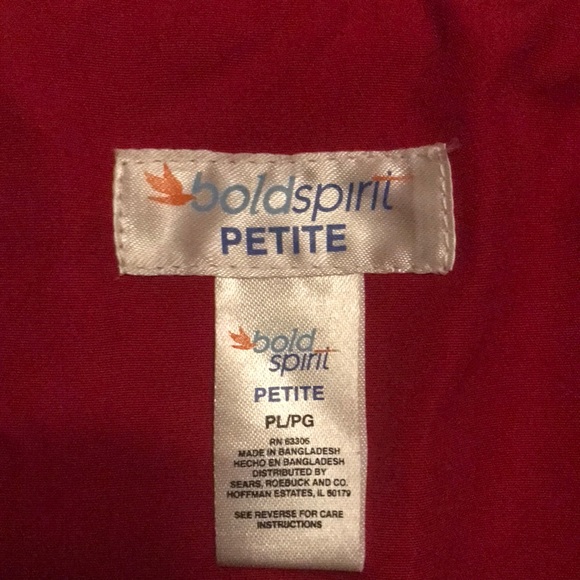 boldspirit
PETITE
bold
spirit
PETITE
PL/PG
RN 63306
MADE IN BANGLADESH
HECHO EN BANGLADESH
DISTRIBUTED BY
SEARS, ROEBUCK AND CO.
HOFFMAN ESTATES, IL 60179
SEE REVERSE FOR CARE
INSTRUCTIONS